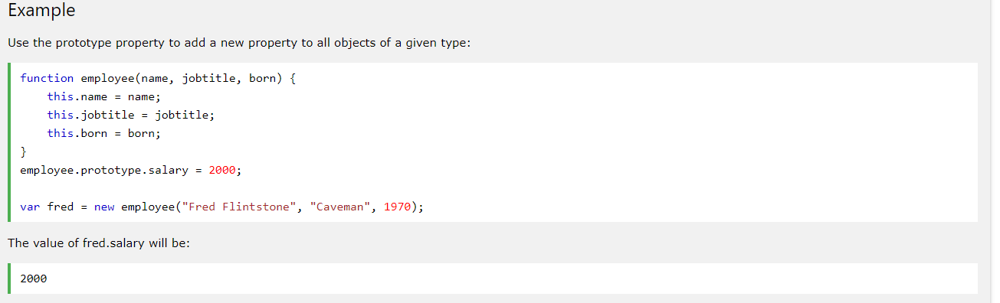 Example
Use the prototype property to add a new property to all objects of a given type:
function employee(name, jobtitle, born) {
    this.name = name;
    this.jobtitle = jobtitle;
    this.born = born;
}
employee.prototype.salary = 2000;

var fred = new employee("Fred Flintstone", "Caveman", 1970);
The value of fred.salary will be:
2000